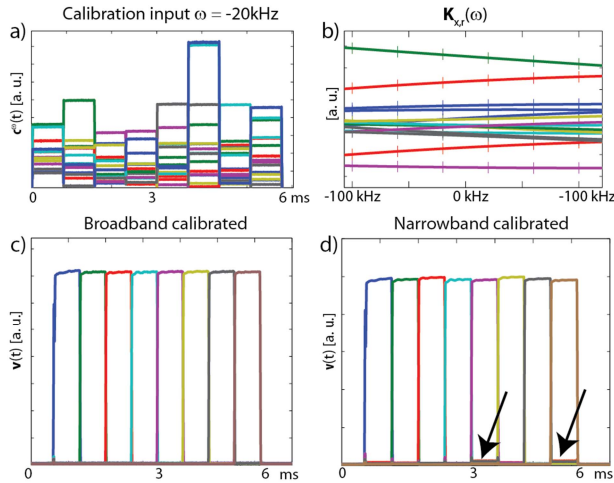 Calibration input ω = -20kHz
a)
c^ω(t) [a. u.]
0 3 6 ms
K_x,r(ω)
b)
[a. u.]
-100 kHz 0 kHz -100 kHz
Broadband calibrated
c)
v(t) [a. u.]
0 3 6 ms
Narrowband calibrated
d)
v(t) [a. u.]
0 3 6 ms